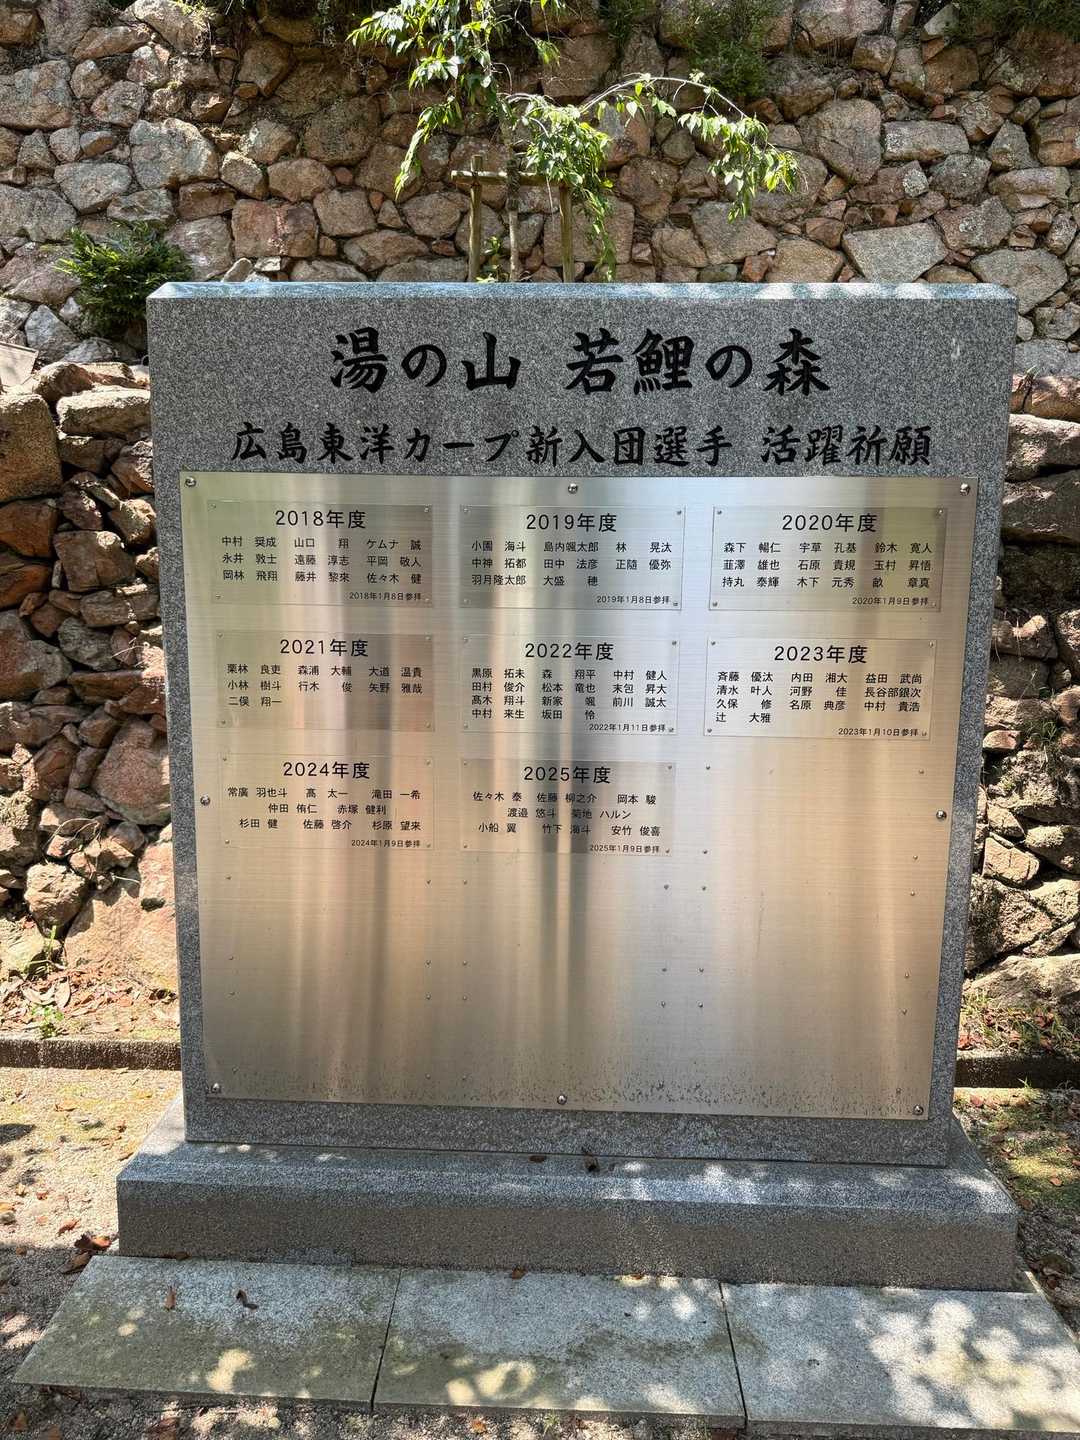 湯の山 若鯉の森
広島東洋カープ新入団選手 活躍祈願
2018年度
中村 奨成 山口 翔 ケムナ 誠
永井 敦士 遠藤 淳志 平岡 敬人
岡林 飛翔 藤井 黎來 佐々木 健
2018年1月8日参拝
2019年度
小園 海斗 島内颯太郎 林 晃汰
中神 拓都 田中 法彦 正隨 優弥
羽月隆太郎 大盛 穂
2019年1月8日参拝
2020年度
森下 暢仁 宇草 孔基 鈴木 寛人
韮澤 雄也 石原 貴規 玉村 昇悟
持丸 泰輝 木下 元秀 畝 章真
2020年1月9日参拝
2021年度
栗林 良吏 森浦 大輔 大道 温貴
小林 樹斗 行木 俊 矢野 雅哉
二俣 翔一
2022年度
黒原 拓未 森 翔平 中村 健人
田村 俊介 松本 竜也 末包 昇大
髙木 翔斗 新家 颯 前川 誠太
中村 来生 坂田 怜
2022年1月11日参拝
2023年度
斉藤 優汰 内田 湘大 益田 武尚
清水 叶人 河野 佳 長谷部銀次
久保 修 名原 典彦 中村 貴浩
辻 大雅
2023年1月10日参拝
2024年度
常廣 羽也斗 髙 太一 滝田 一希
仲田 侑仁 赤塚 健利
杉田 健 佐藤 啓介 杉原 望来
2024年1月9日参拝
2025年度
佐々木 泰 佐藤 柳之介 岡本 駿
渡邉 悠斗 菊地 ハルン
小船 翼 竹下 海斗 安竹 俊喜
2025年1月9日参拝